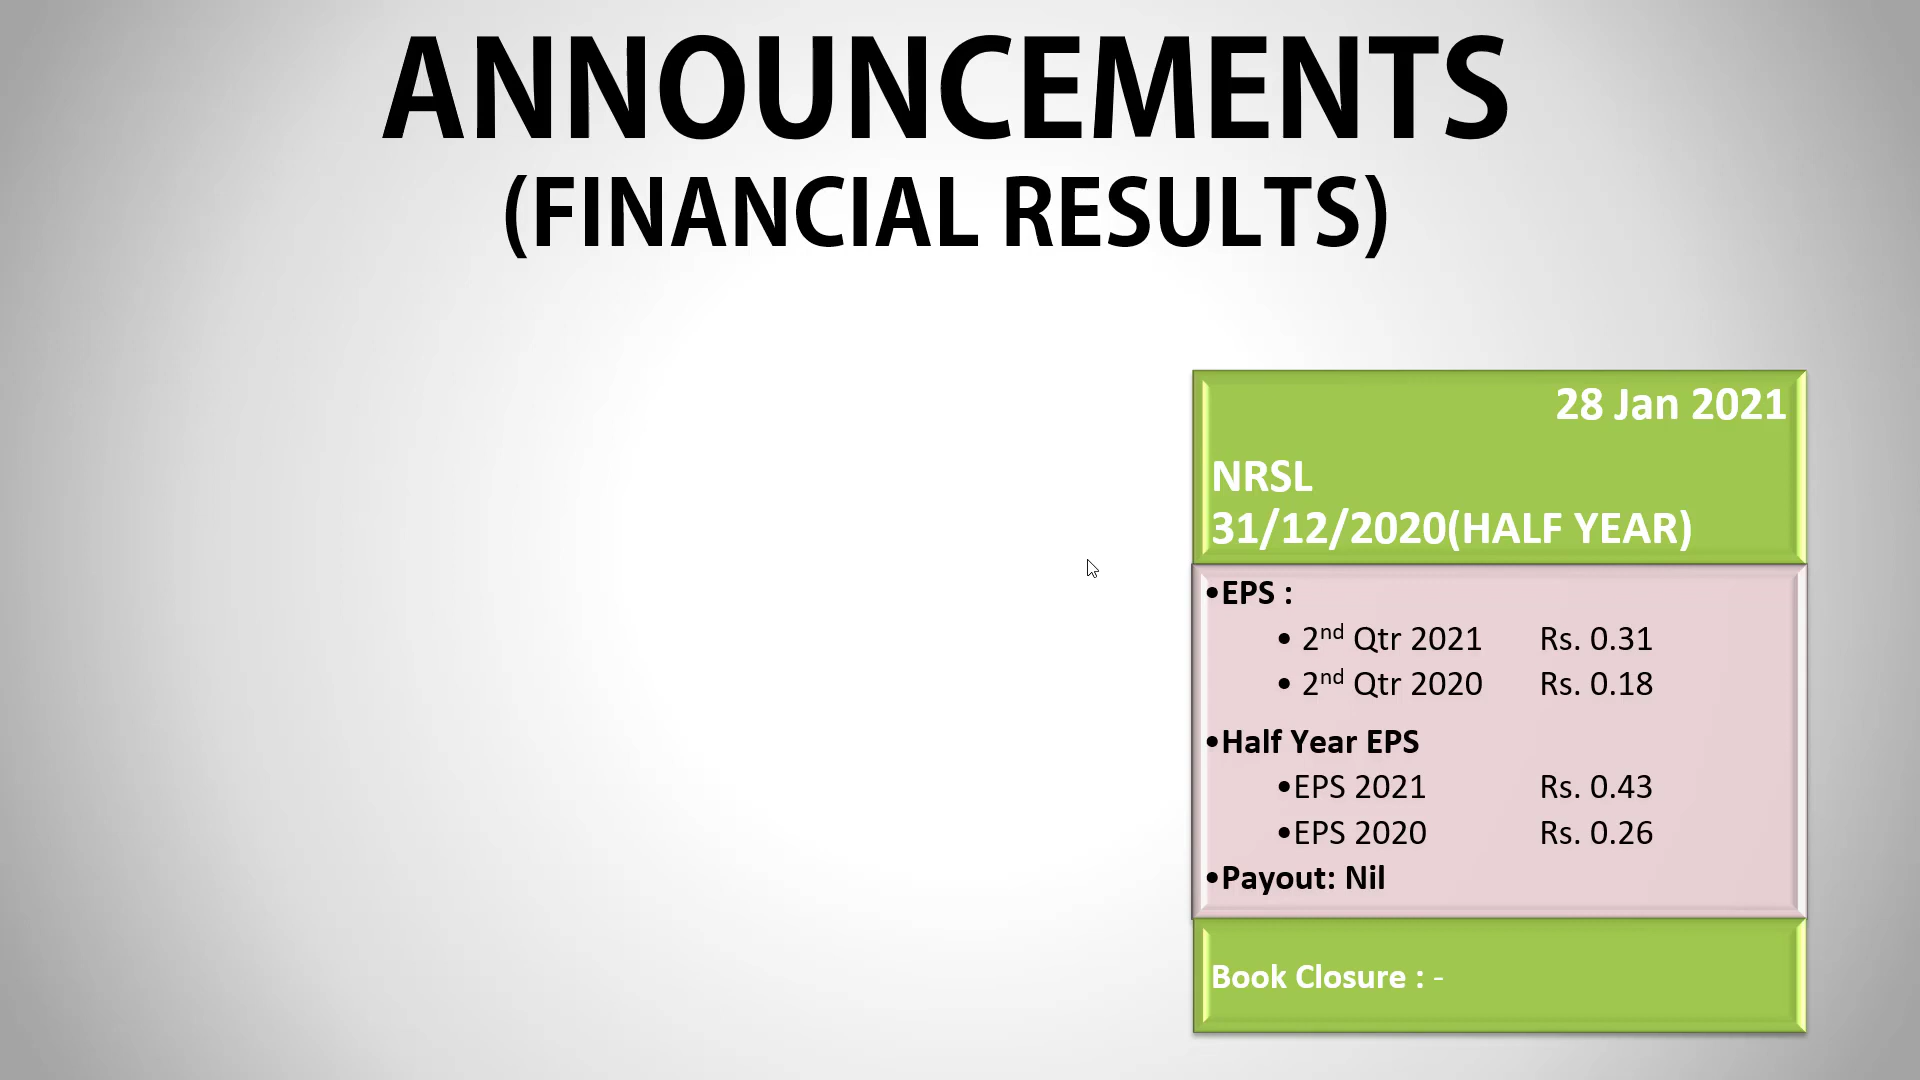 ANNOUNCEMENTS
(FINANCIAL RESULTS)
28 Jan 2021
NRSL
31/12/2020(HALF YEAR)
•EPS :
• 2nd Qtr 2021 Rs. 0.31
• 2nd Qtr 2020 Rs. 0.18
•Half Year EPS
•EPS 2021 Rs. 0.43
•EPS 2020 Rs. 0.26
•Payout: Nil
Book Closure : -